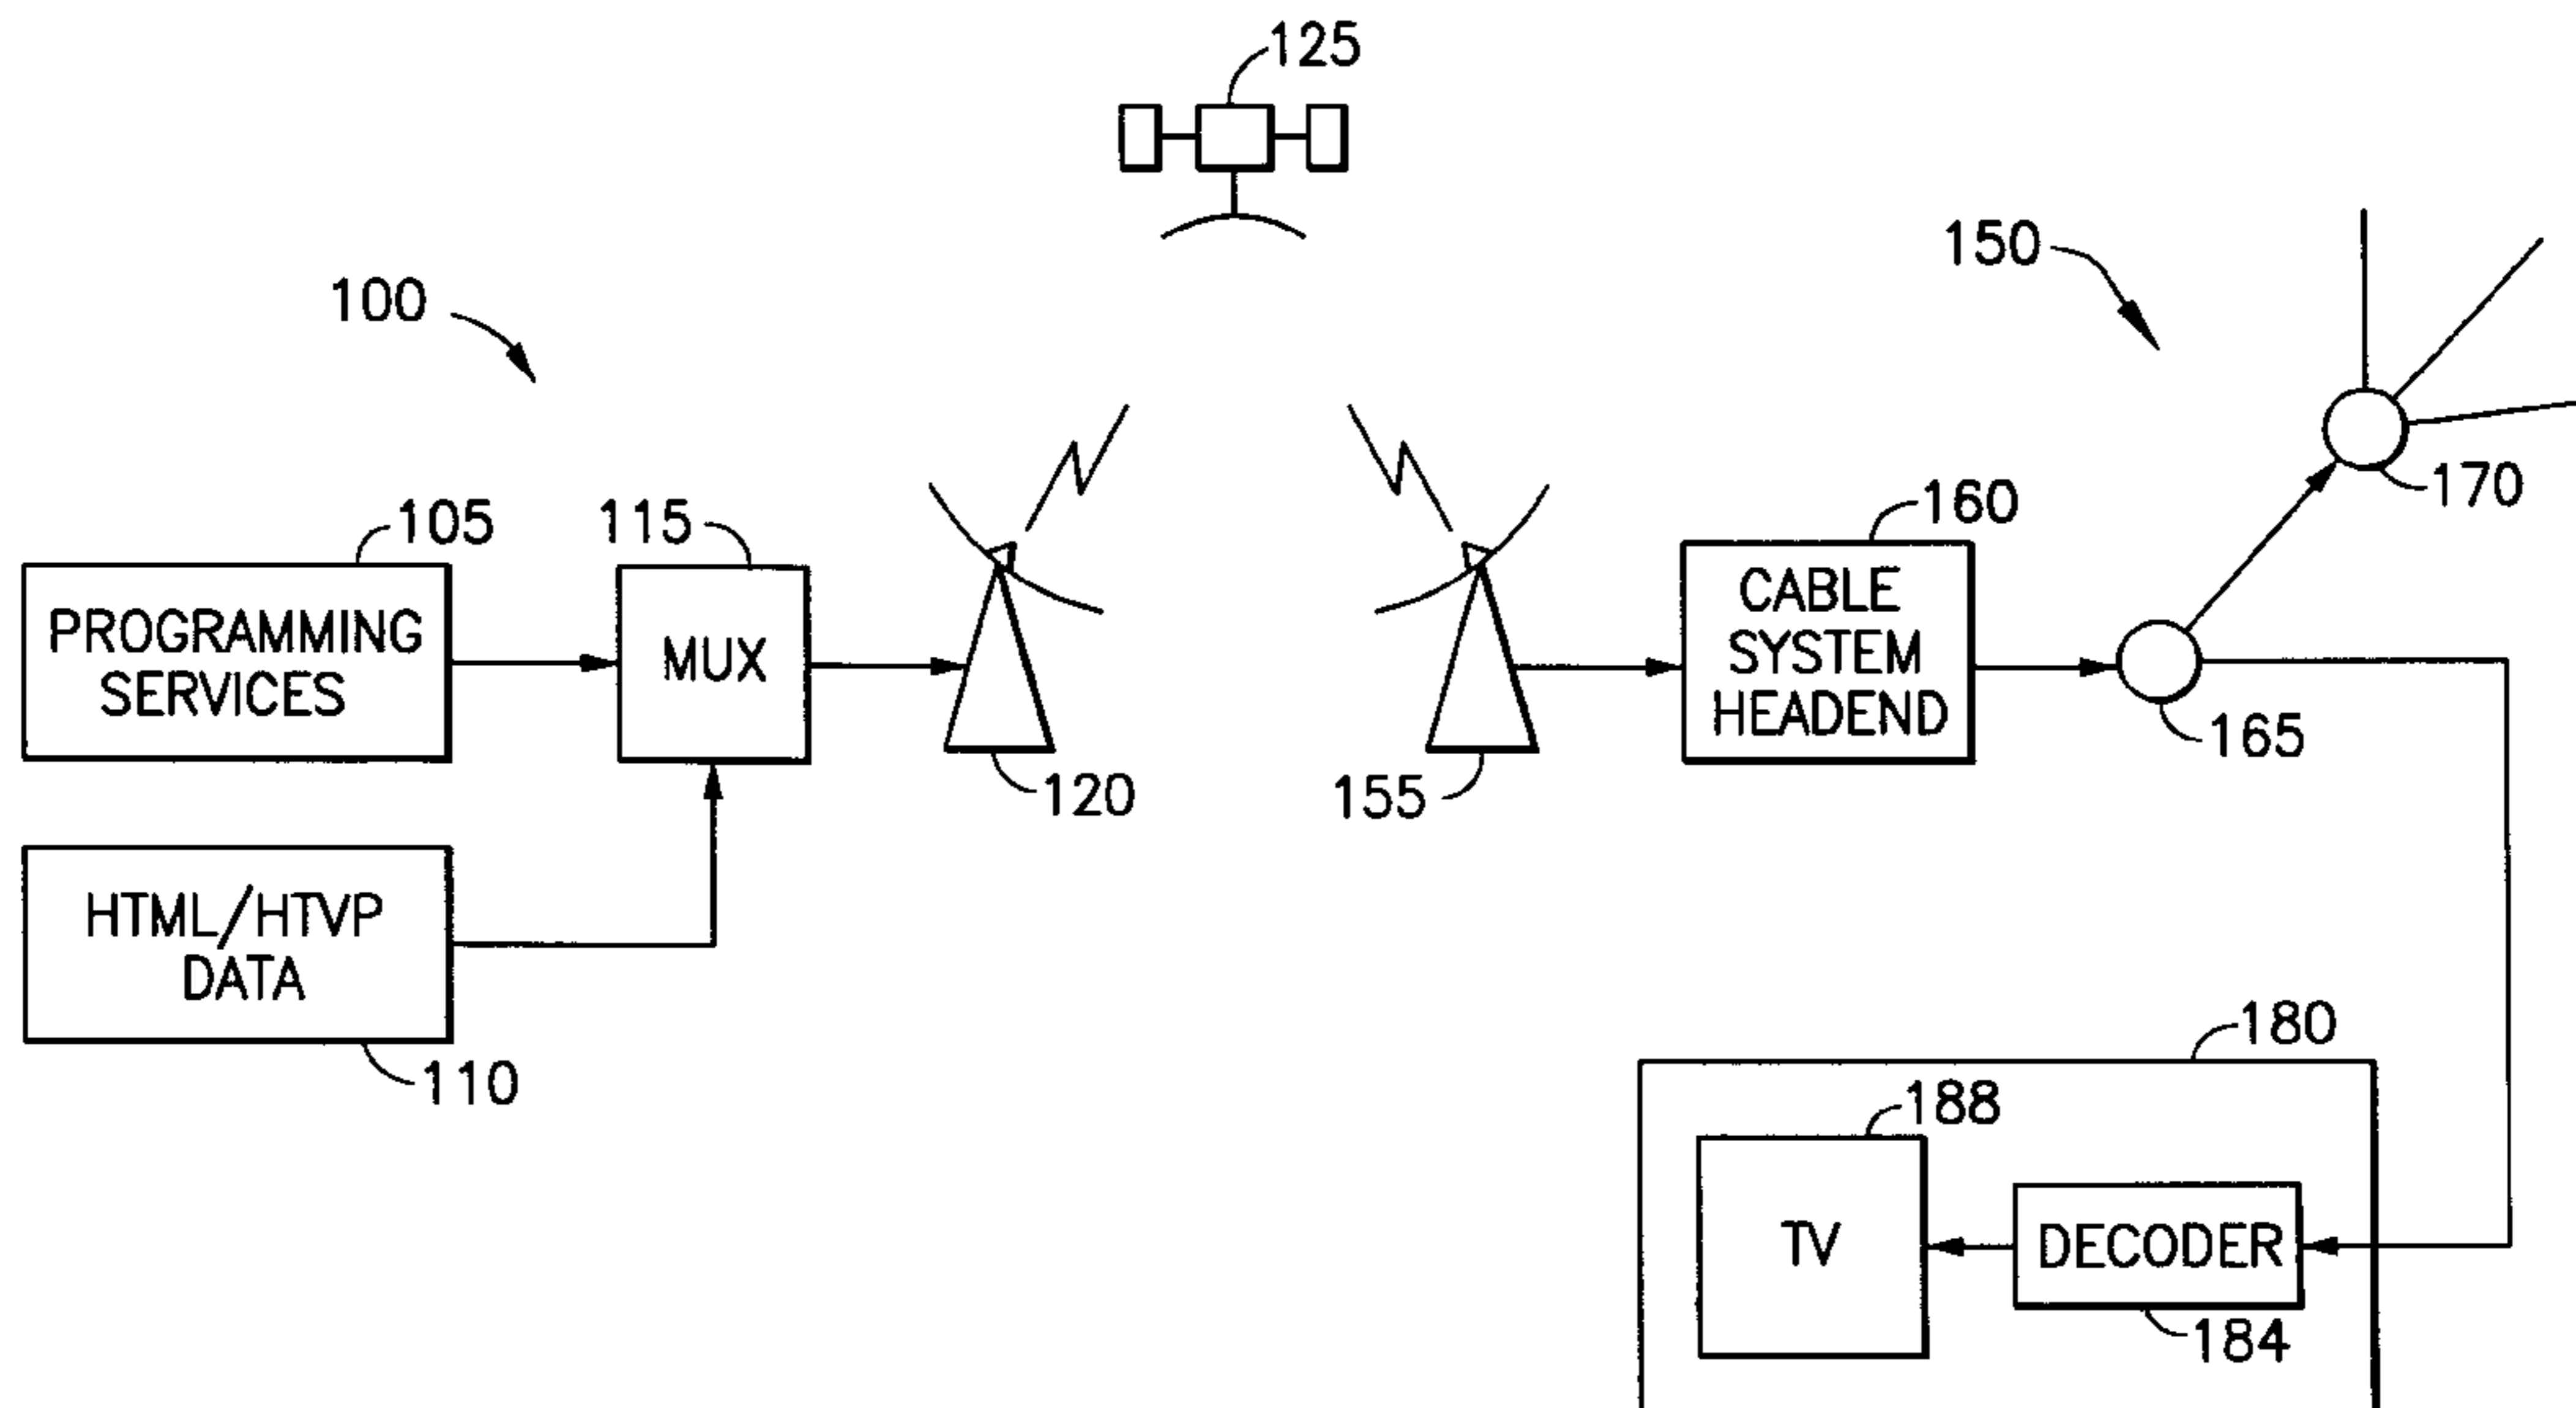 125
150
100
170
105
115
160
PROGRAMMING
SERVICES
MUX
CABLE
SYSTEM
HEADEND
165
120
155
HTML/HTVP
DATA
110
180
188
TV
DECODER
184